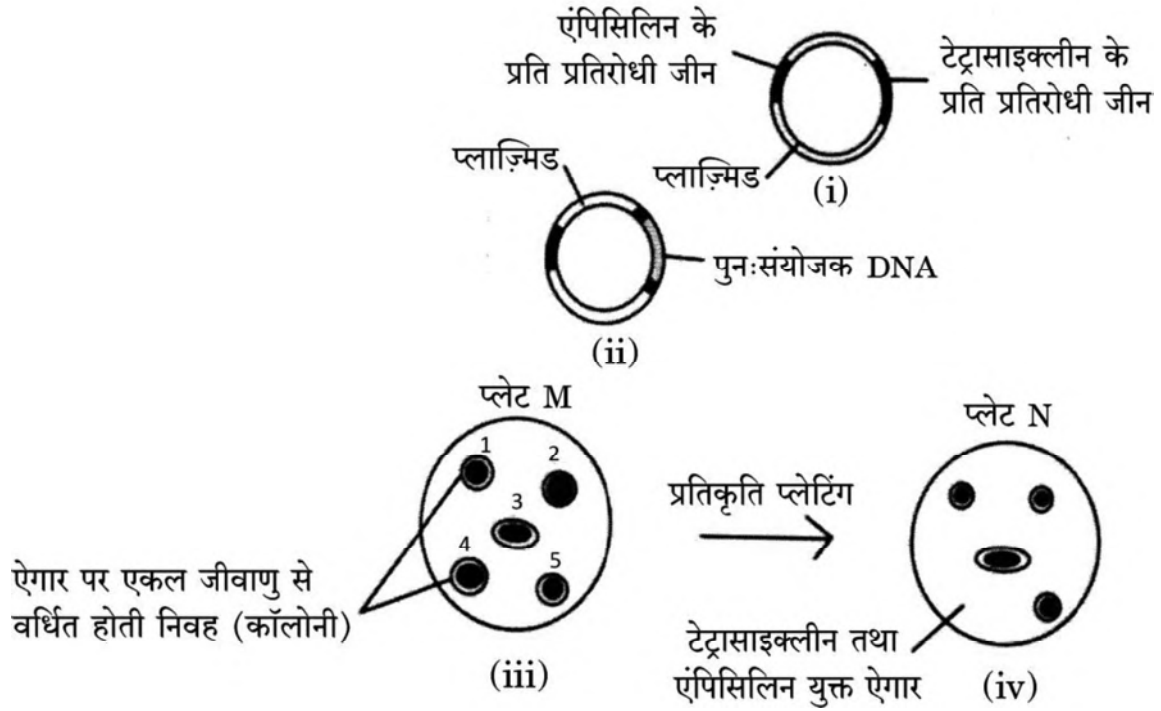 एंपिसिलिन के
प्रति प्रतिरोधी जीन
टेट्रासाइक्लीन के
प्रति प्रतिरोधी जीन
प्लाज़्मिड
(i)
प्लाज़्मिड
पुनःसंयोजक DNA
(ii)
प्लेट M
1
2
3
4
5
ऐगार पर एकल जीवाणु से
वर्धित होती निवह (कॉलोनी)
(iii)
प्रतिकृति प्लेटिंग
प्लेट N
टेट्रासाइक्लीन तथा
एंपिसिलिन युक्त ऐगार
(iv)